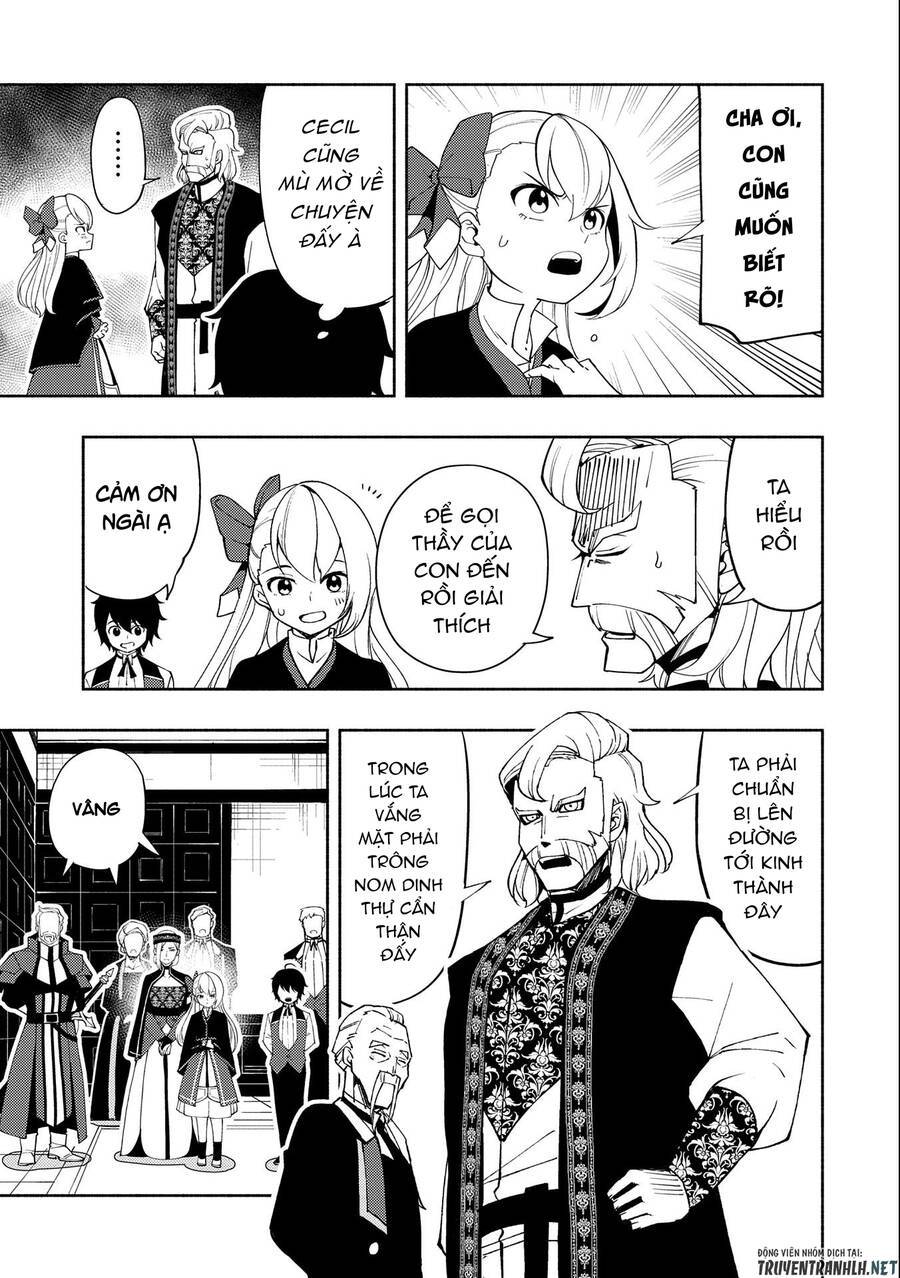 CHA ƠI,
CON
CŨNG
MUỐN
BIẾT
RÕ!
CECIL
CŨNG
MÙ MỜ VỀ
CHUYỆN
ĐẤY À
......
TA
HIỂU
RỒI
ĐỂ GỌI
THẦY CỦA
CON ĐẾN
RỒI GIẢI
THÍCH
CẢM ƠN
NGÀI Ạ
TA PHẢI
CHUẨN
BỊ LÊN
ĐƯỜNG
TỚI KINH
THÀNH
ĐÂY
TRONG
LÚC TA
VẮNG
MẶT PHẢI
TRÔNG
NOM DINH
THỰ CẨN
THẬN
ĐẤY
VÂNG
ĐỘNG VIÊN NHÓM DỊCH TẠI:
TRUYENTRANHLH.NET